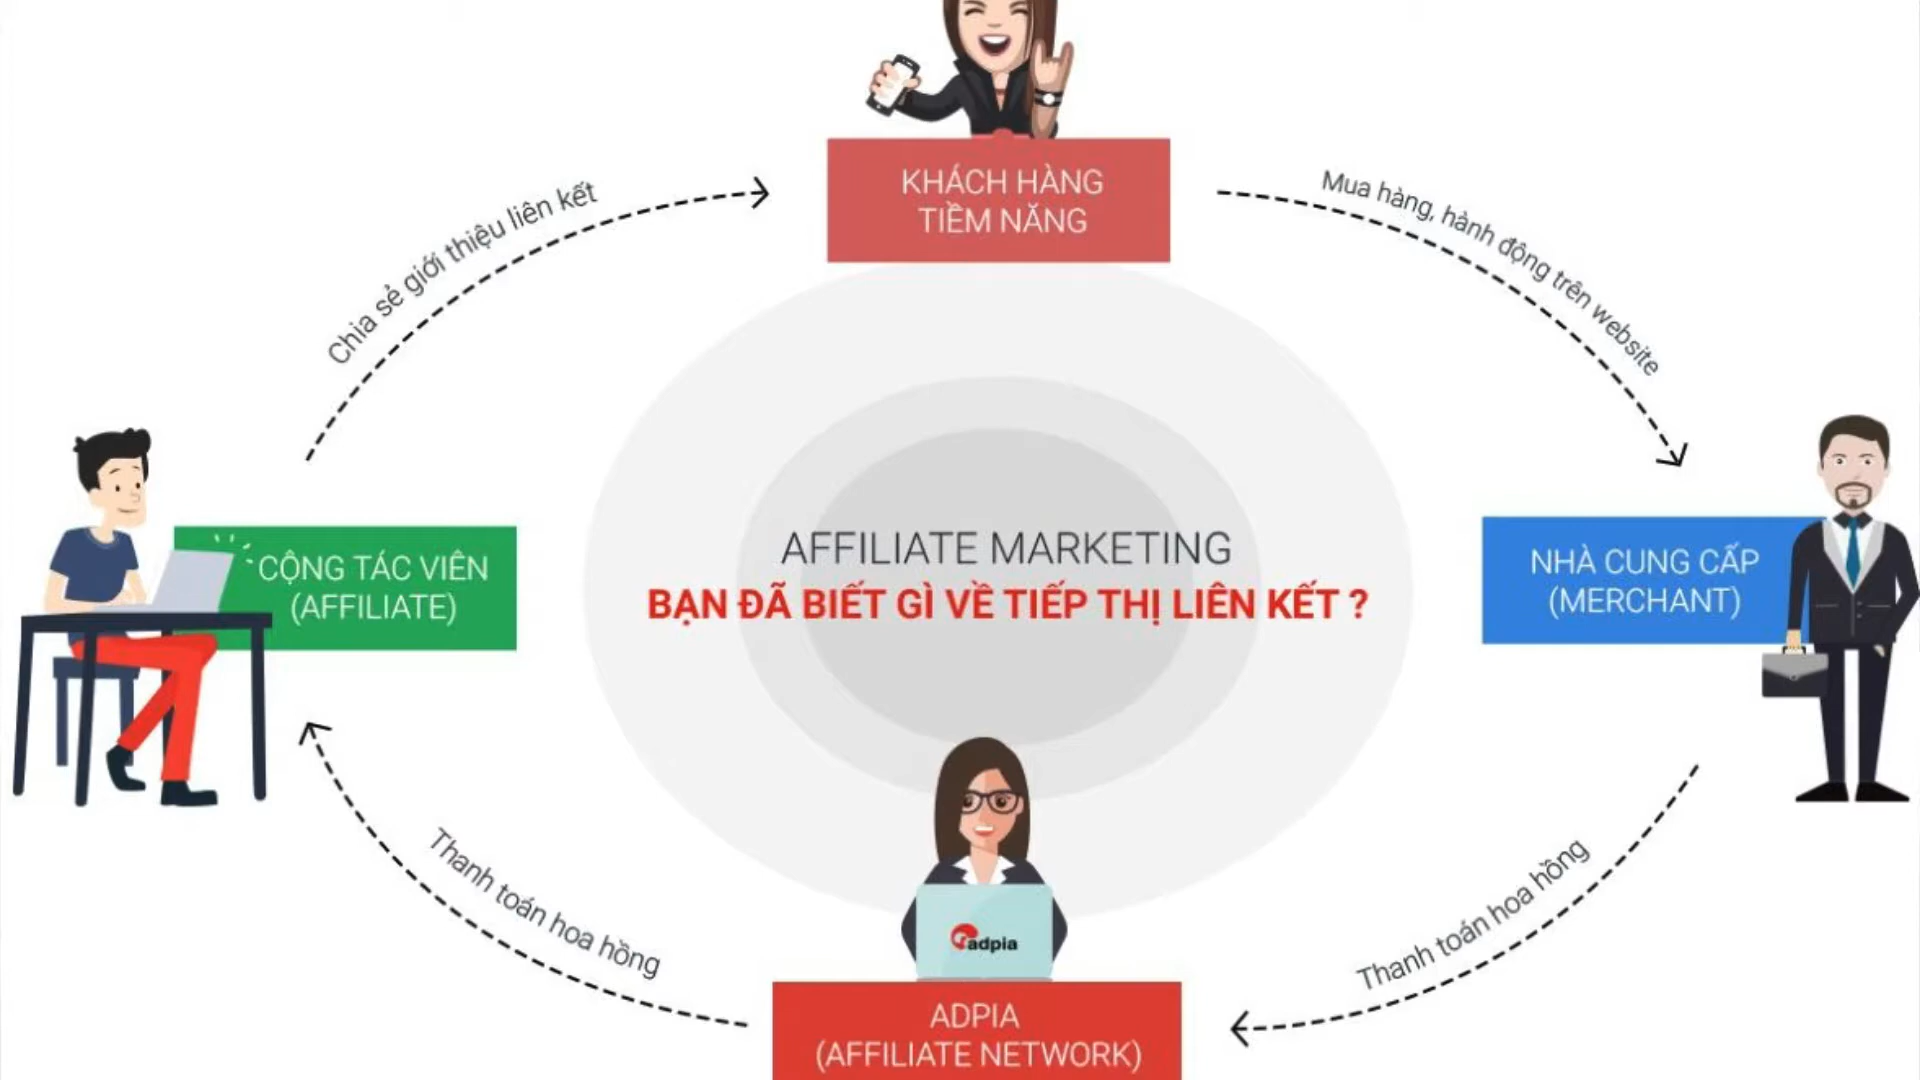 KHÁCH HÀNG
TIỀM NĂNG
Chia sẻ giới thiệu liên kết
Mua hàng, hành động trên website
CỘNG TÁC VIÊN
(AFFILIATE)
AFFILIATE MARKETING
BẠN ĐÃ BIẾT GÌ VỀ TIẾP THỊ LIÊN KẾT ?
NHÀ CUNG CẤP
(MERCHANT)
Thanh toán hoa hồng
Thanh toán hoa hồng
adpia
ADPIA
(AFFILIATE NETWORK)